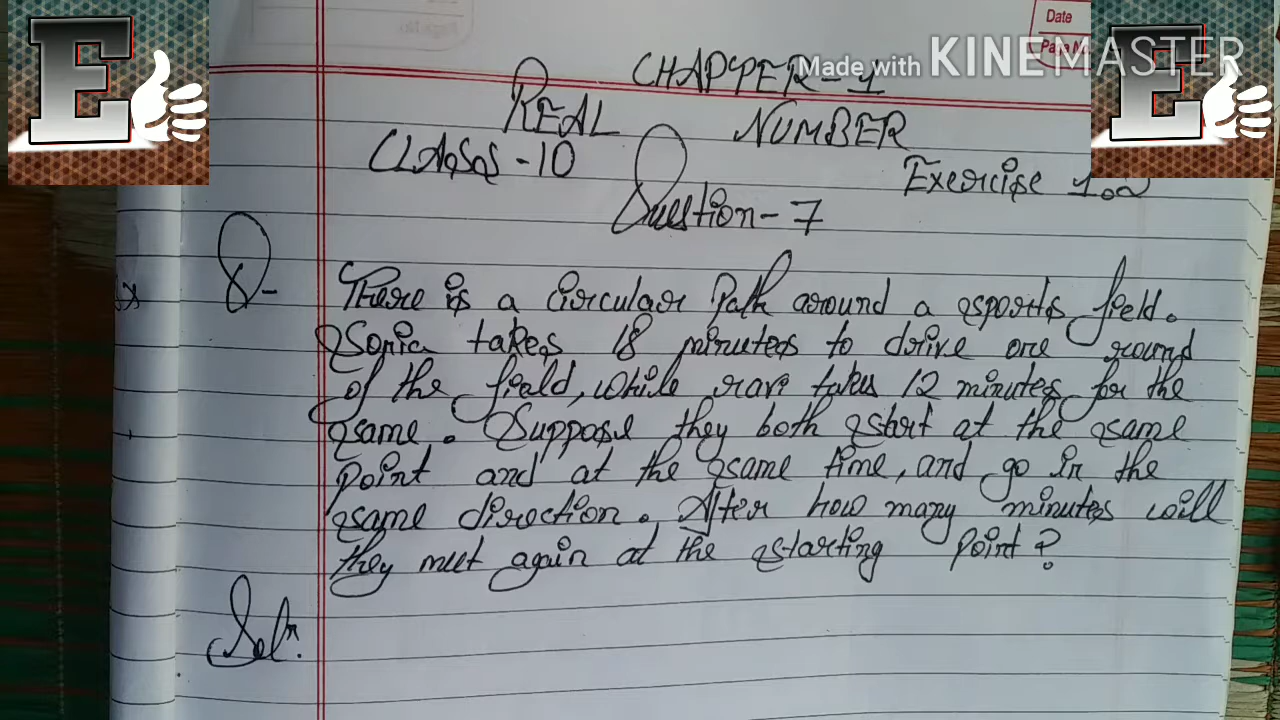 Date
Page No.
Made with KINEMASTER
E
E
CHAPTER-1
REAL NUMBER
CLASS-10
Exercise 1.2
Question-7
Q- There is a circular Path around a sports field.
Sonia takes 18 minutes to drive one round
of the field, while ravi takes 12 minutes for the
same. Suppose they both start at the same
point and at the same time, and go in the
same direction. After how many minutes will
they meet again at the starting point?
Solⁿ.